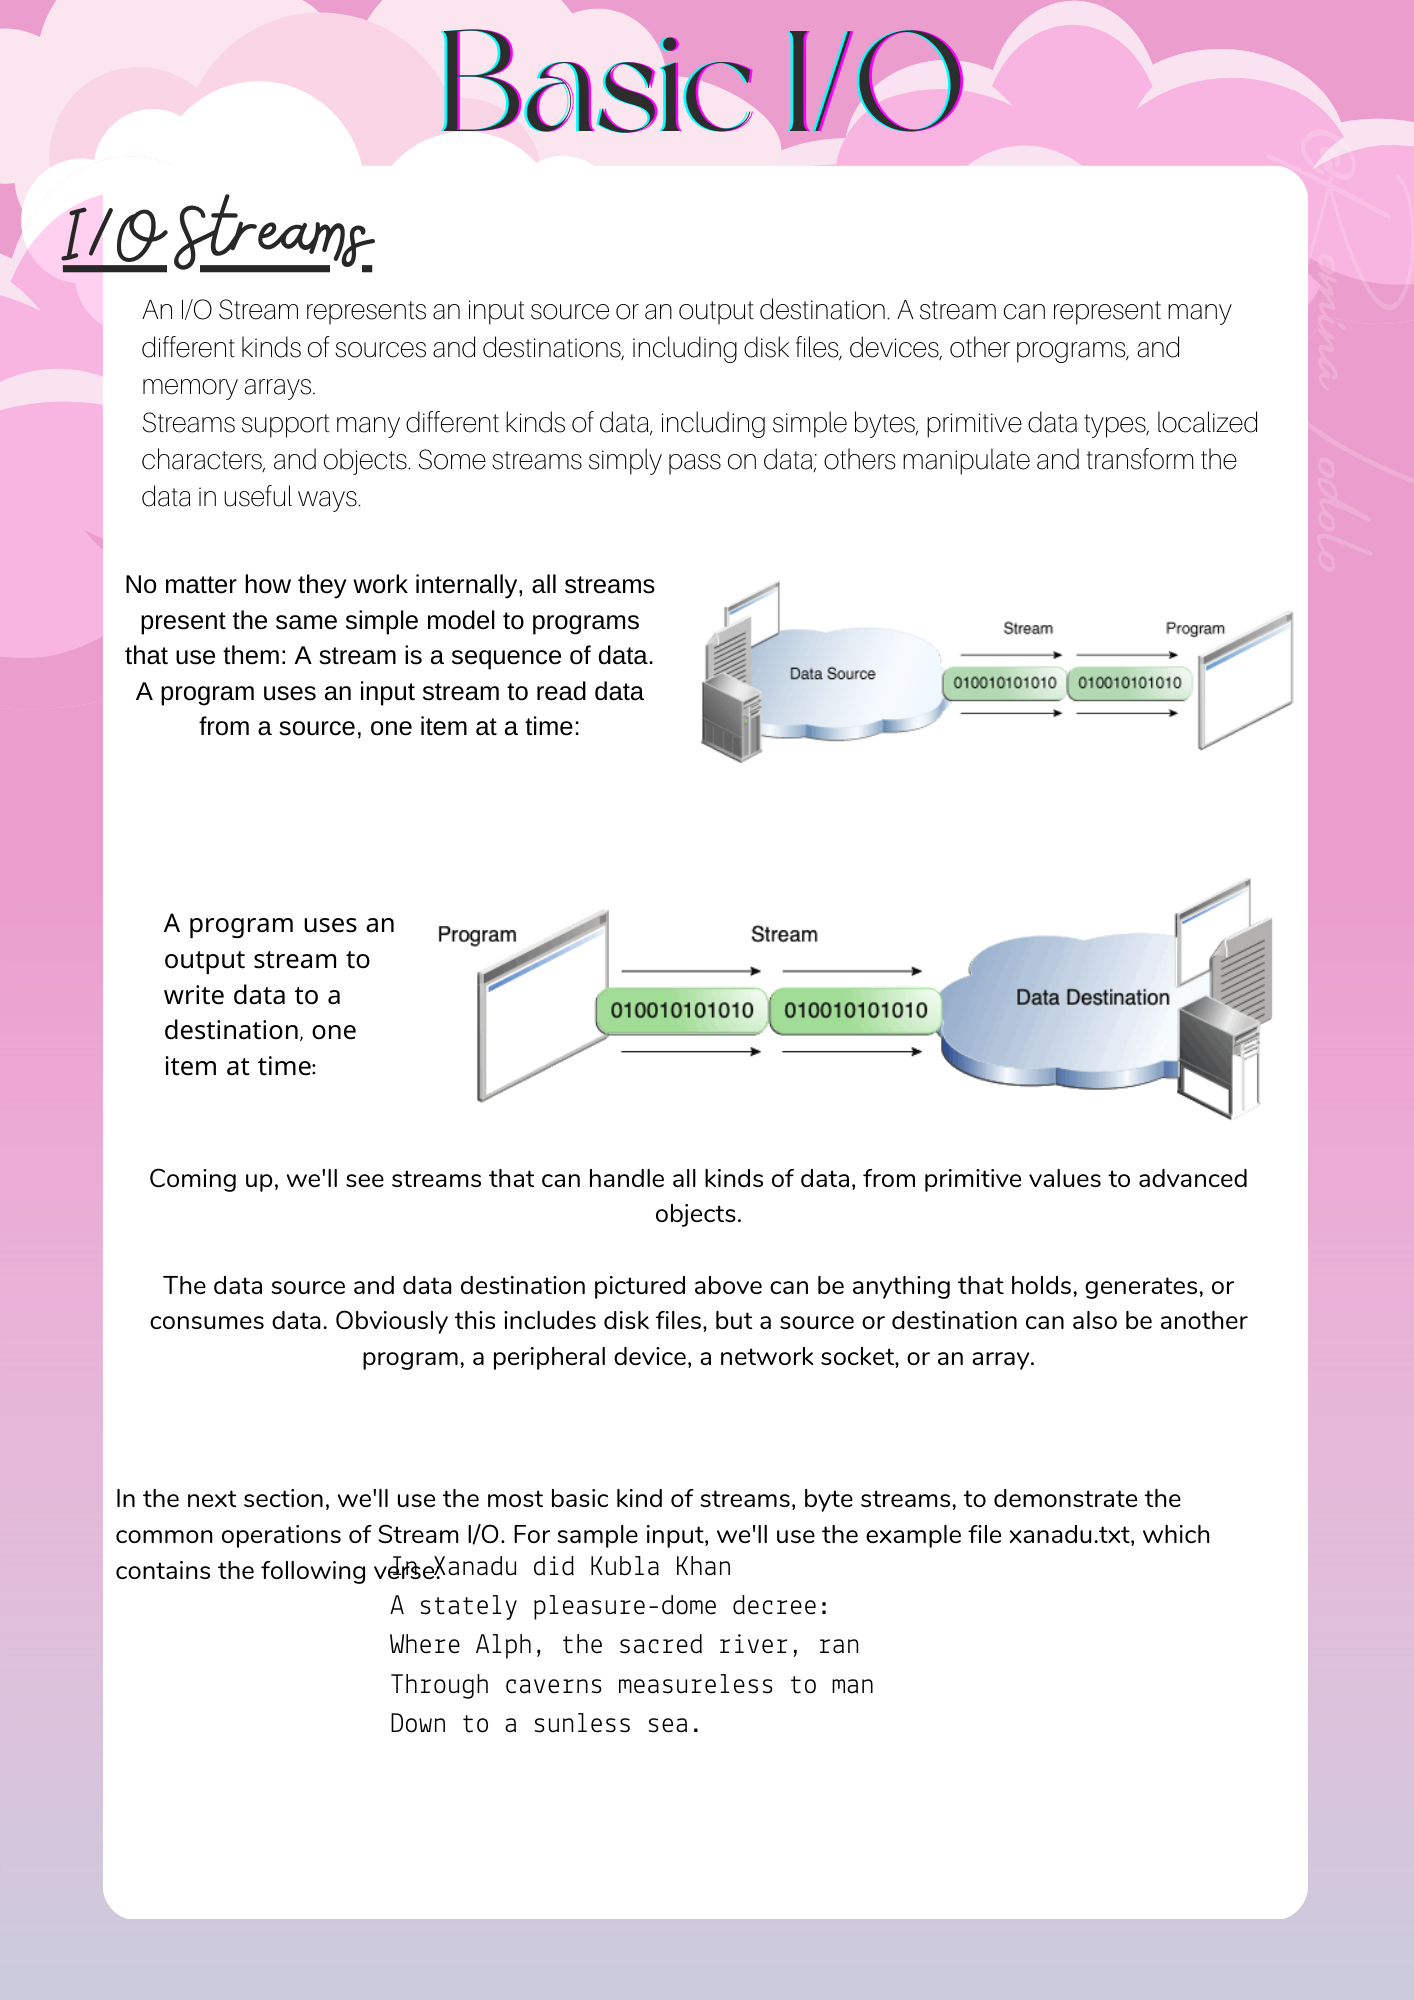 Basic I/O
I/O Streams
An I/O Stream represents an input source or an output destination. A stream can represent many
different kinds of sources and destinations, including disk files, devices, other programs, and
memory arrays.
Streams support many different kinds of data, including simple bytes, primitive data types, localized
characters, and objects. Some streams simply pass on data; others manipulate and transform the
data in useful ways.
No matter how they work internally, all streams
present the same simple model to programs
that use them: A stream is a sequence of data.
A program uses an input stream to read data
from a source, one item at a time:
Stream Program
Data Source
010010101010 010010101010
A program uses an
output stream to
write data to a
destination, one
item at time:
Program Stream
Data Destination
010010101010 010010101010
Coming up, we'll see streams that can handle all kinds of data, from primitive values to advanced
objects.
The data source and data destination pictured above can be anything that holds, generates, or
consumes data. Obviously this includes disk files, but a source or destination can also be another
program, a peripheral device, a network socket, or an array.
In the next section, we'll use the most basic kind of streams, byte streams, to demonstrate the
common operations of Stream I/O. For sample input, we'll use the example file xanadu.txt, which
contains the following verse:
In Xanadu did Kubla Khan
A stately pleasure-dome decree:
Where Alph, the sacred river, ran
Through caverns measureless to man
Down to a sunless sea.